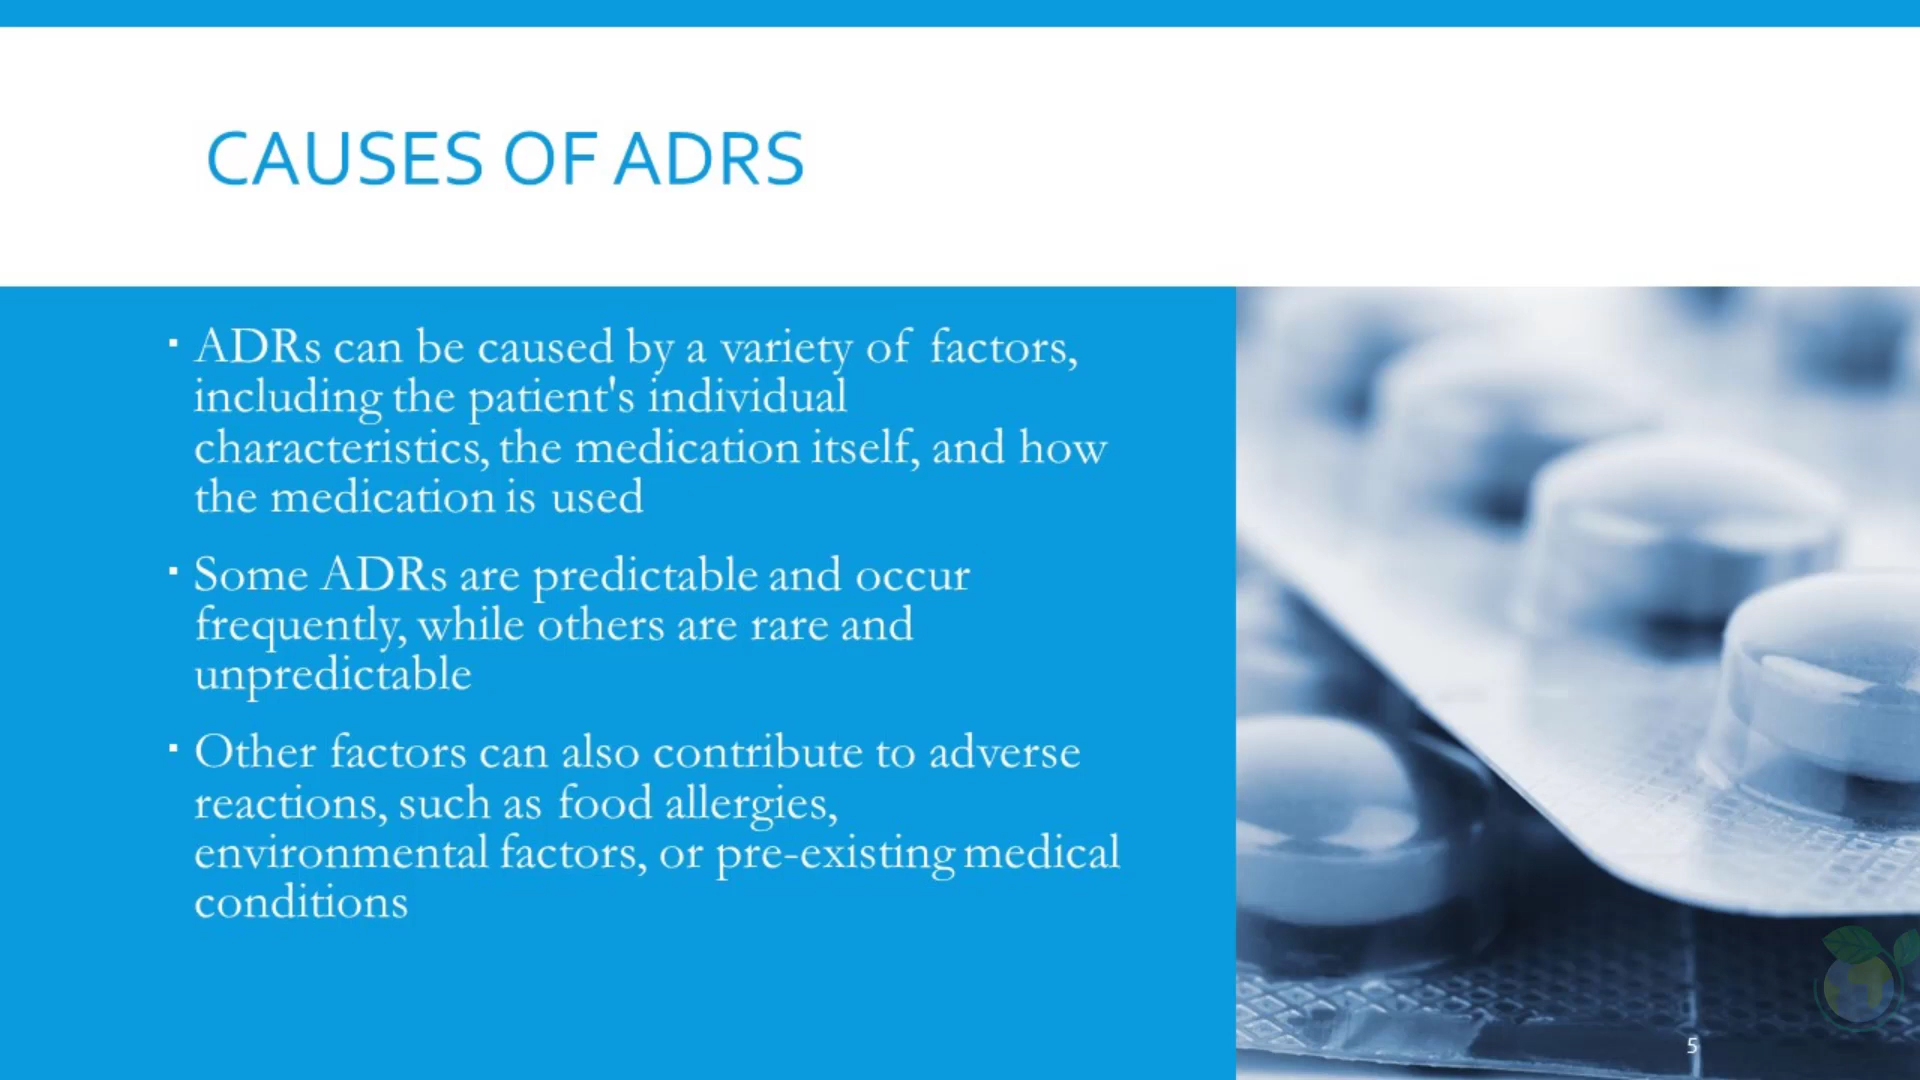 CAUSES OF ADRS
▪ ADRs can be caused by a variety of factors,
including the patient's individual
characteristics, the medication itself, and how
the medication is used
▪ Some ADRs are predictable and occur
frequently, while others are rare and
unpredictable
▪ Other factors can also contribute to adverse
reactions, such as food allergies,
environmental factors, or pre-existing medical
conditions
5